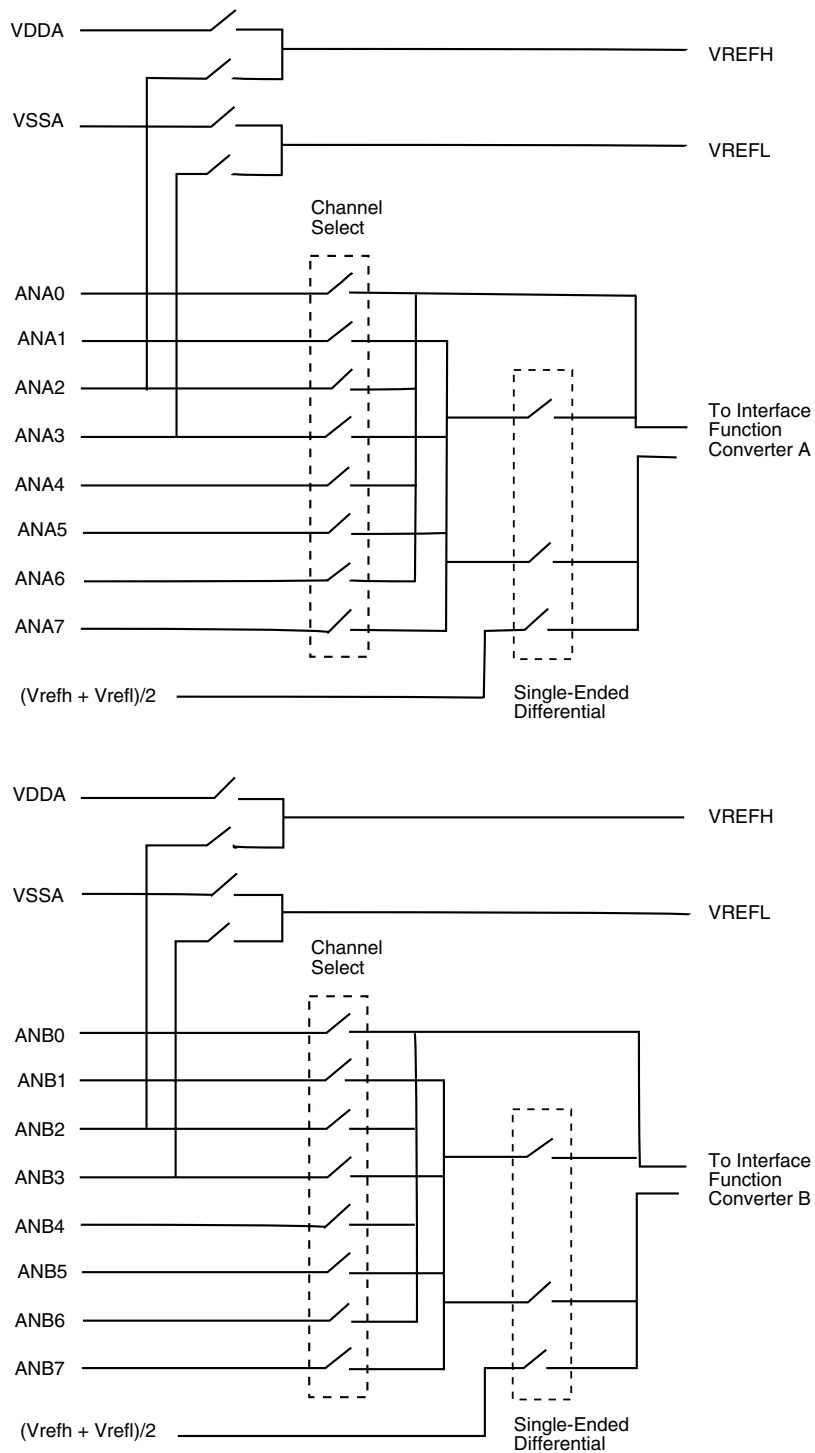 VDDA
VREFH
VSSA
VREFL
Channel
Select
ANA0
ANA1
ANA2
ANA3
ANA4
ANA5
ANA6
ANA7
To Interface
Function
Converter A
(Vrefh + Vrefl)/2
Single-Ended
Differential
VDDA
VREFH
VSSA
VREFL
Channel
Select
ANB0
ANB1
ANB2
ANB3
ANB4
ANB5
ANB6
ANB7
To Interface
Function
Converter B
(Vrefh + Vrefl)/2
Single-Ended
Differential